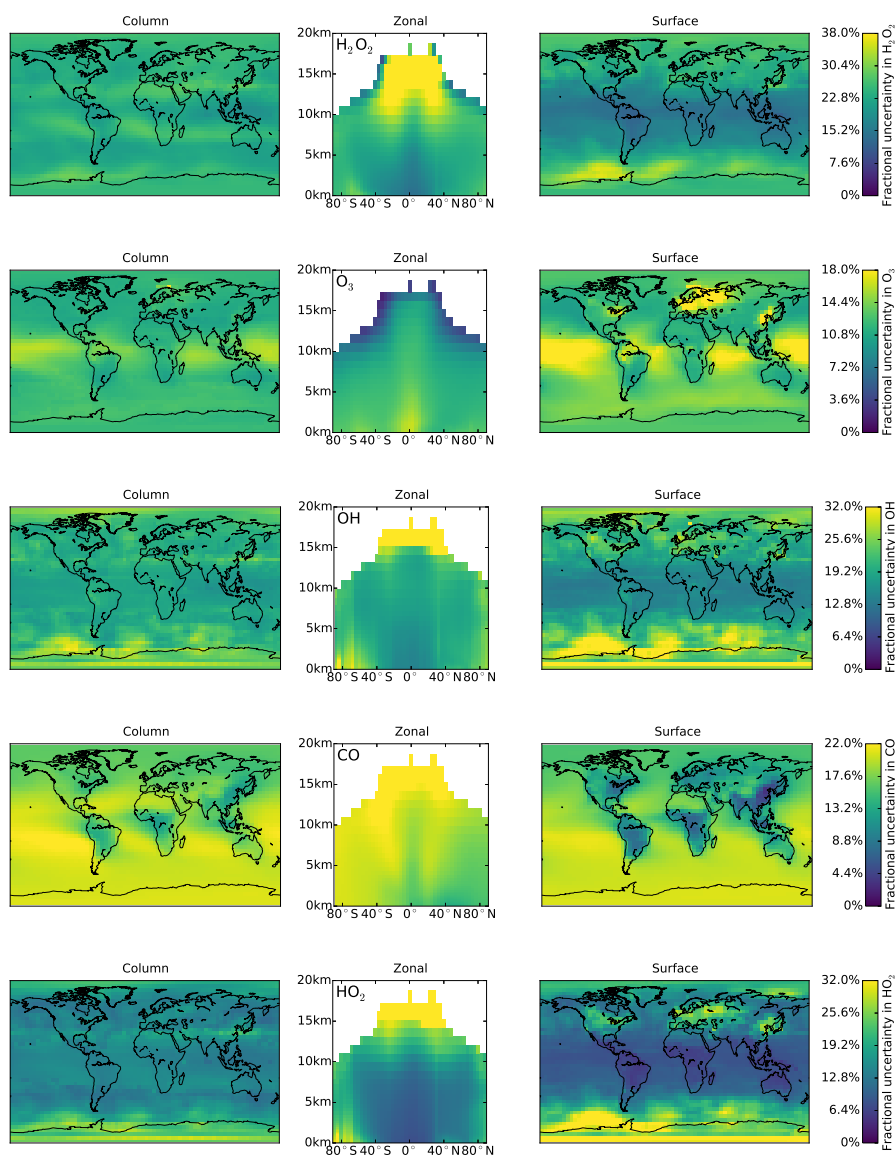 Column Zonal Surface
20km
15km
10km
5km
0km
H₂O₂
80°S 40°S 0° 40°N 80°N
38.0%
30.4%
22.8%
15.2%
7.6%
0%
Fractional uncertainty in H₂O₂
Column Zonal Surface
20km
15km
10km
5km
0km
O₃
80°S 40°S 0° 40°N 80°N
18.0%
14.4%
10.8%
7.2%
3.6%
0%
Fractional uncertainty in O₃
Column Zonal Surface
20km
15km
10km
5km
0km
OH
80°S 40°S 0° 40°N 80°N
32.0%
25.6%
19.2%
12.8%
6.4%
0%
Fractional uncertainty in OH
Column Zonal Surface
20km
15km
10km
5km
0km
CO
80°S 40°S 0° 40°N 80°N
22.0%
17.6%
13.2%
8.8%
4.4%
0%
Fractional uncertainty in CO
Column Zonal Surface
20km
15km
10km
5km
0km
HO₂
80°S 40°S 0° 40°N 80°N
32.0%
25.6%
19.2%
12.8%
6.4%
0%
Fractional uncertainty in HO₂